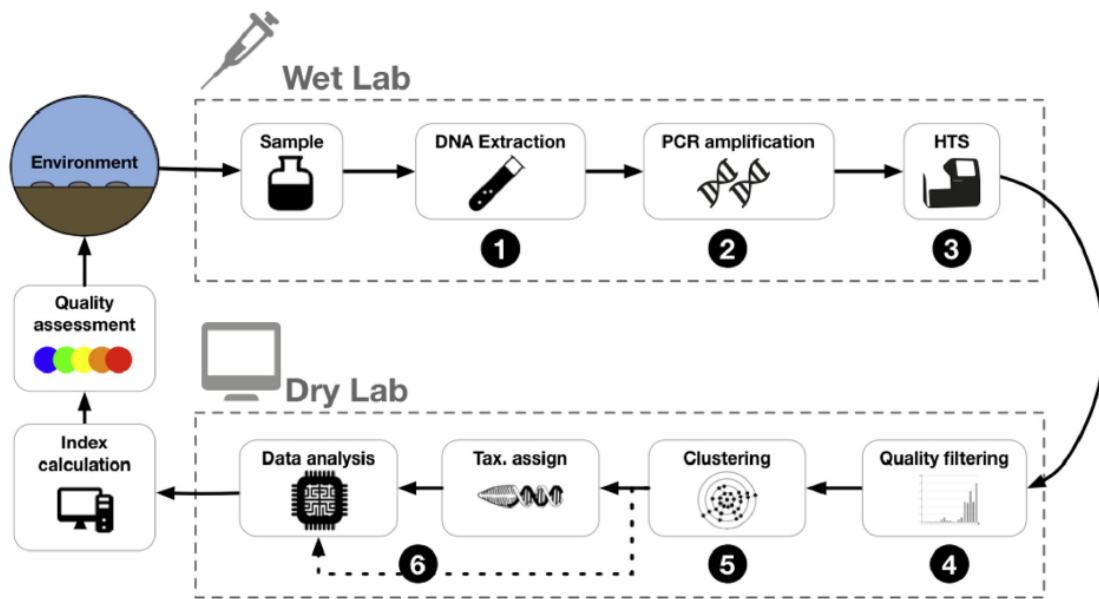 Wet Lab
Environment
Sample
DNA Extraction
PCR amplification
HTS
1
2
3
Quality
assessment
Dry Lab
Index
calculation
Data analysis
Tax. assign
Clustering
Quality filtering
6
5
4